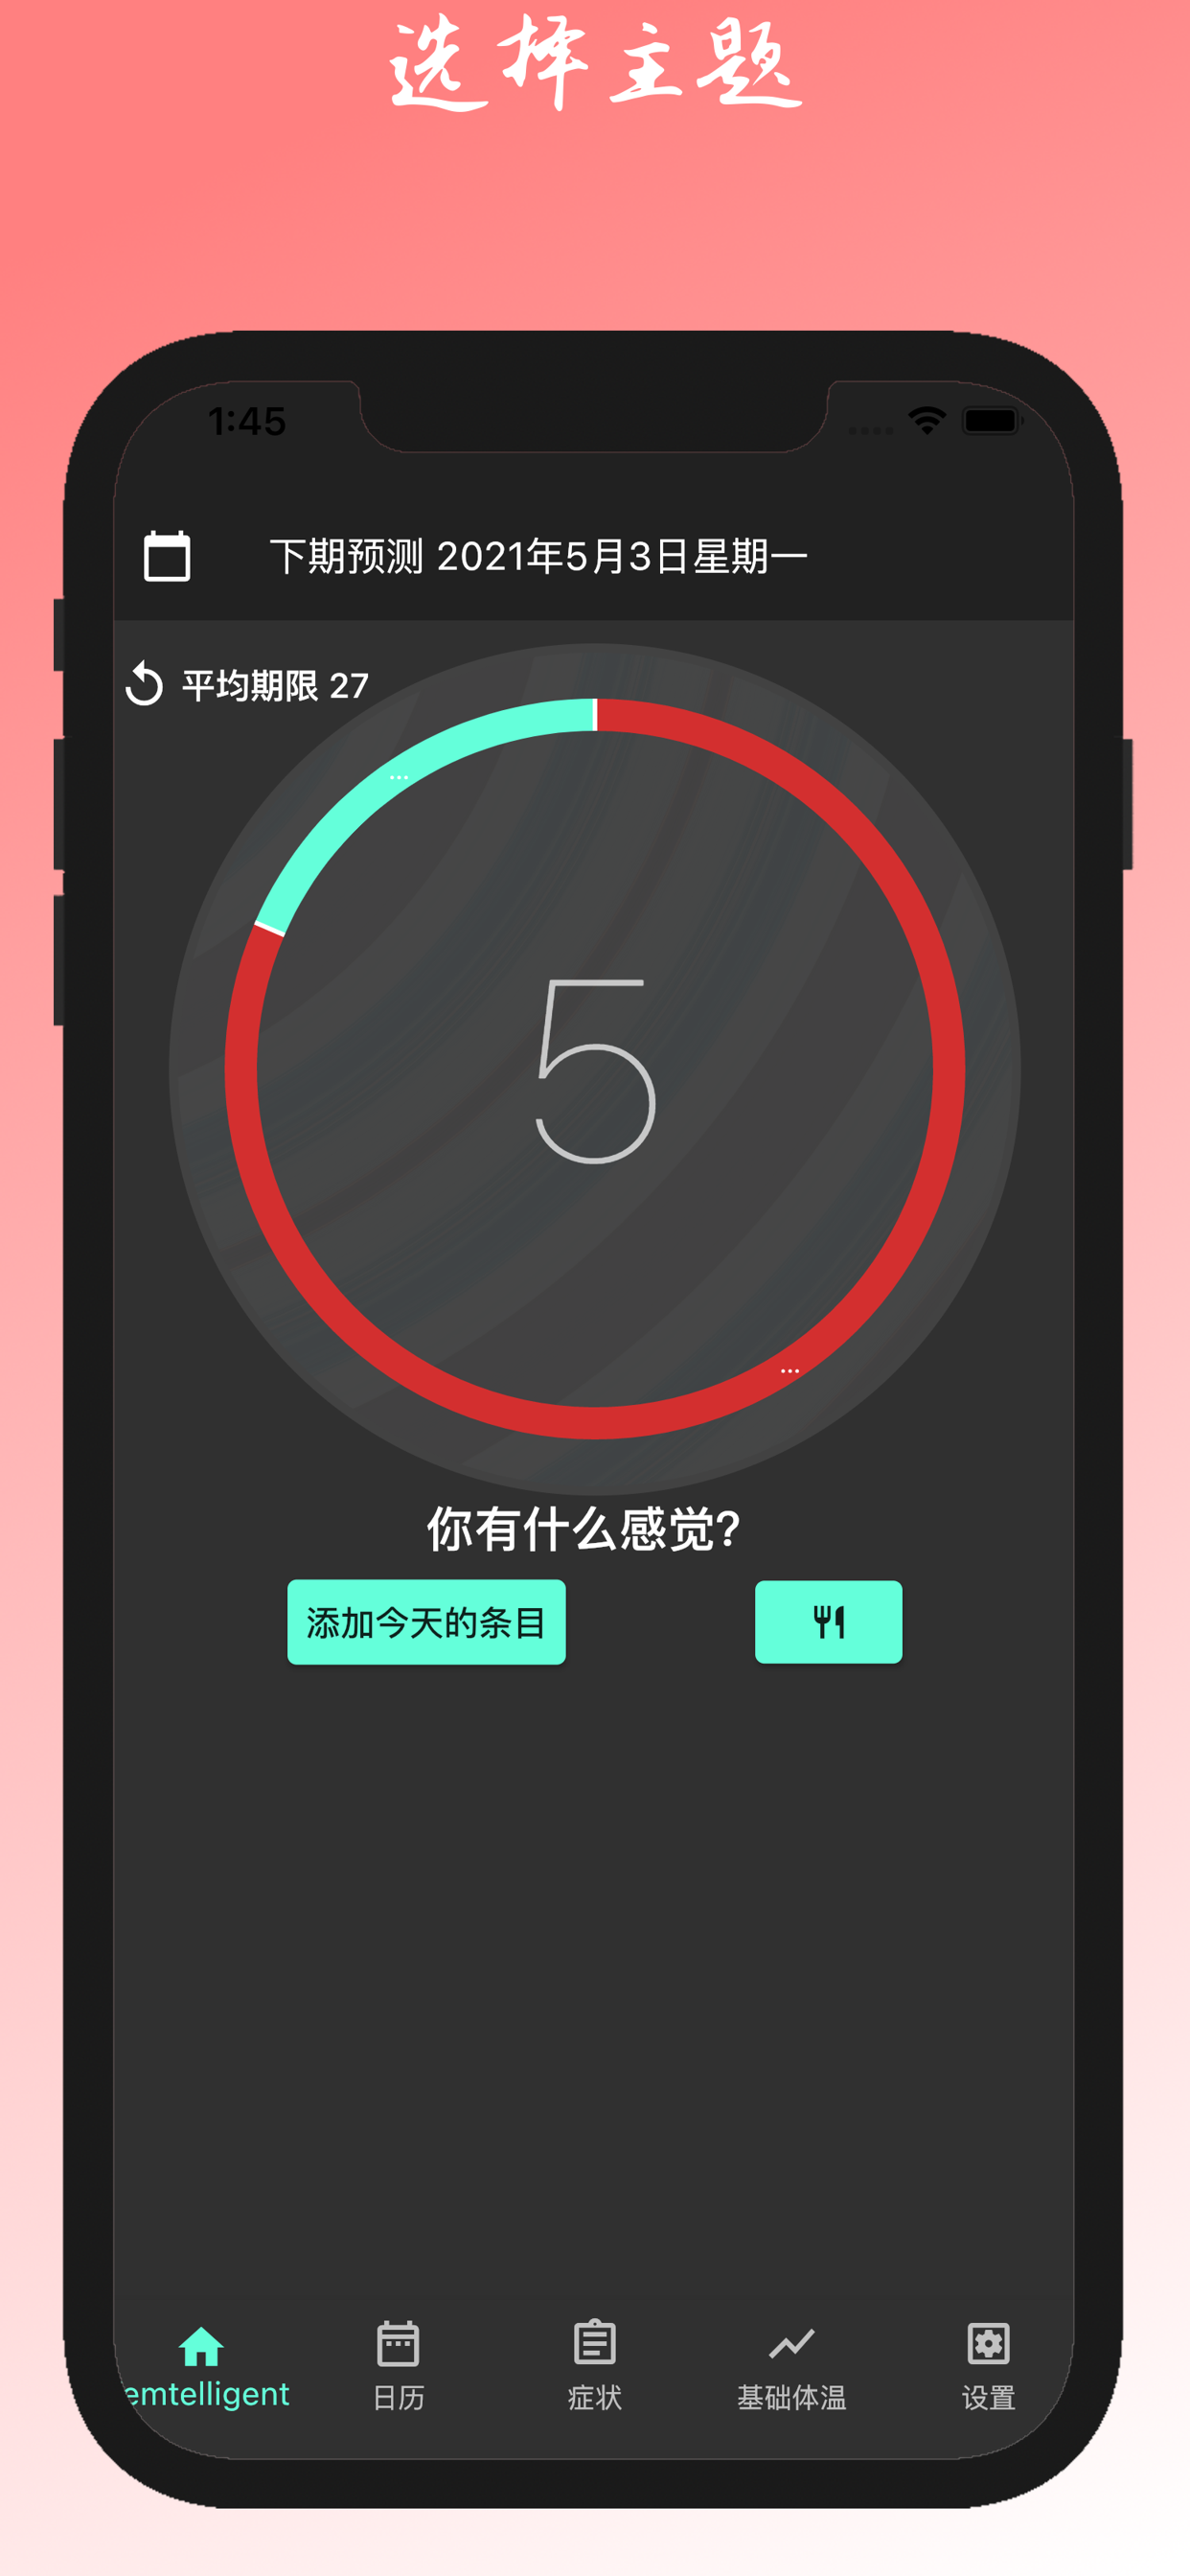 选择主题
1:45
下期预测 2021年5月3日星期一
平均期限 27
...
5
...
你有什么感觉?
添加今天的条目
emtelligent
日历
症状
基础体温
设置